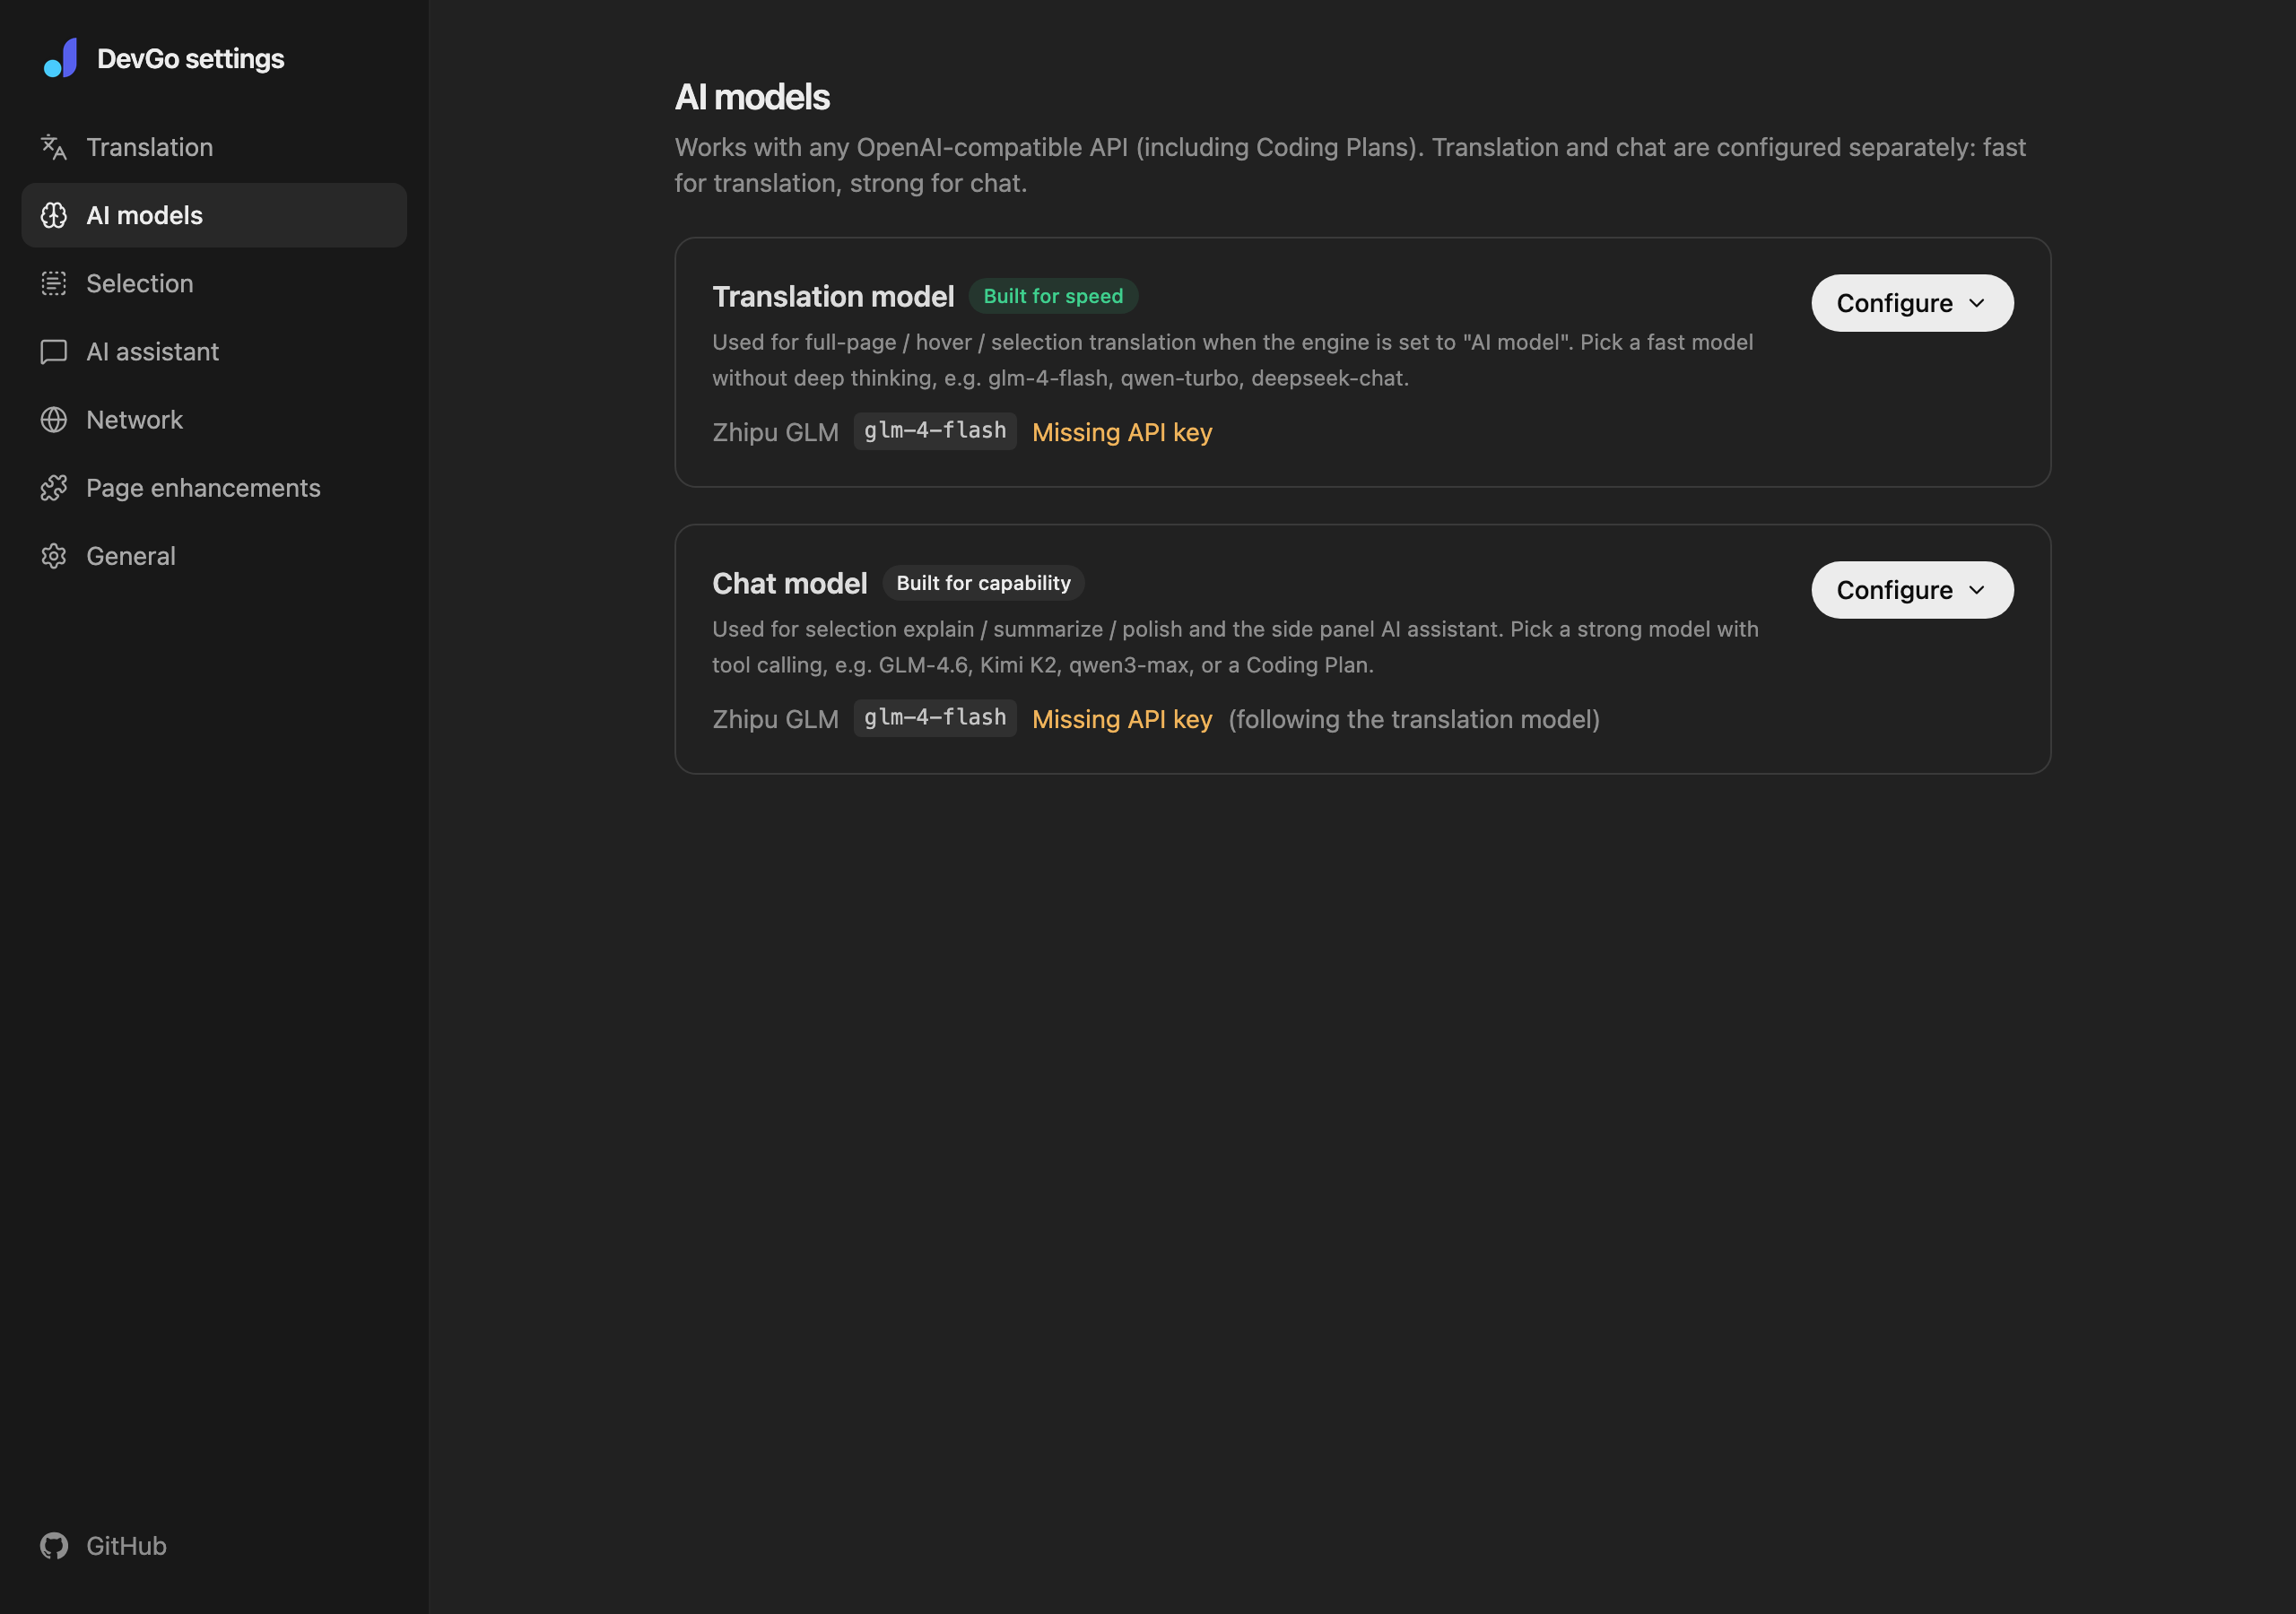 DevGo settings
Translation
AI models
Selection
AI assistant
Network
Page enhancements
General
GitHub
AI models
Works with any OpenAI-compatible API (including Coding Plans). Translation and chat are configured separately: fast
for translation, strong for chat.
Translation model Built for speed
Configure
Used for full-page / hover / selection translation when the engine is set to "AI model". Pick a fast model
without deep thinking, e.g. glm-4-flash, qwen-turbo, deepseek-chat.
Zhipu GLM glm-4-flash Missing API key
Chat model Built for capability
Configure
Used for selection explain / summarize / polish and the side panel AI assistant. Pick a strong model with
tool calling, e.g. GLM-4.6, Kimi K2, qwen3-max, or a Coding Plan.
Zhipu GLM glm-4-flash Missing API key (following the translation model)